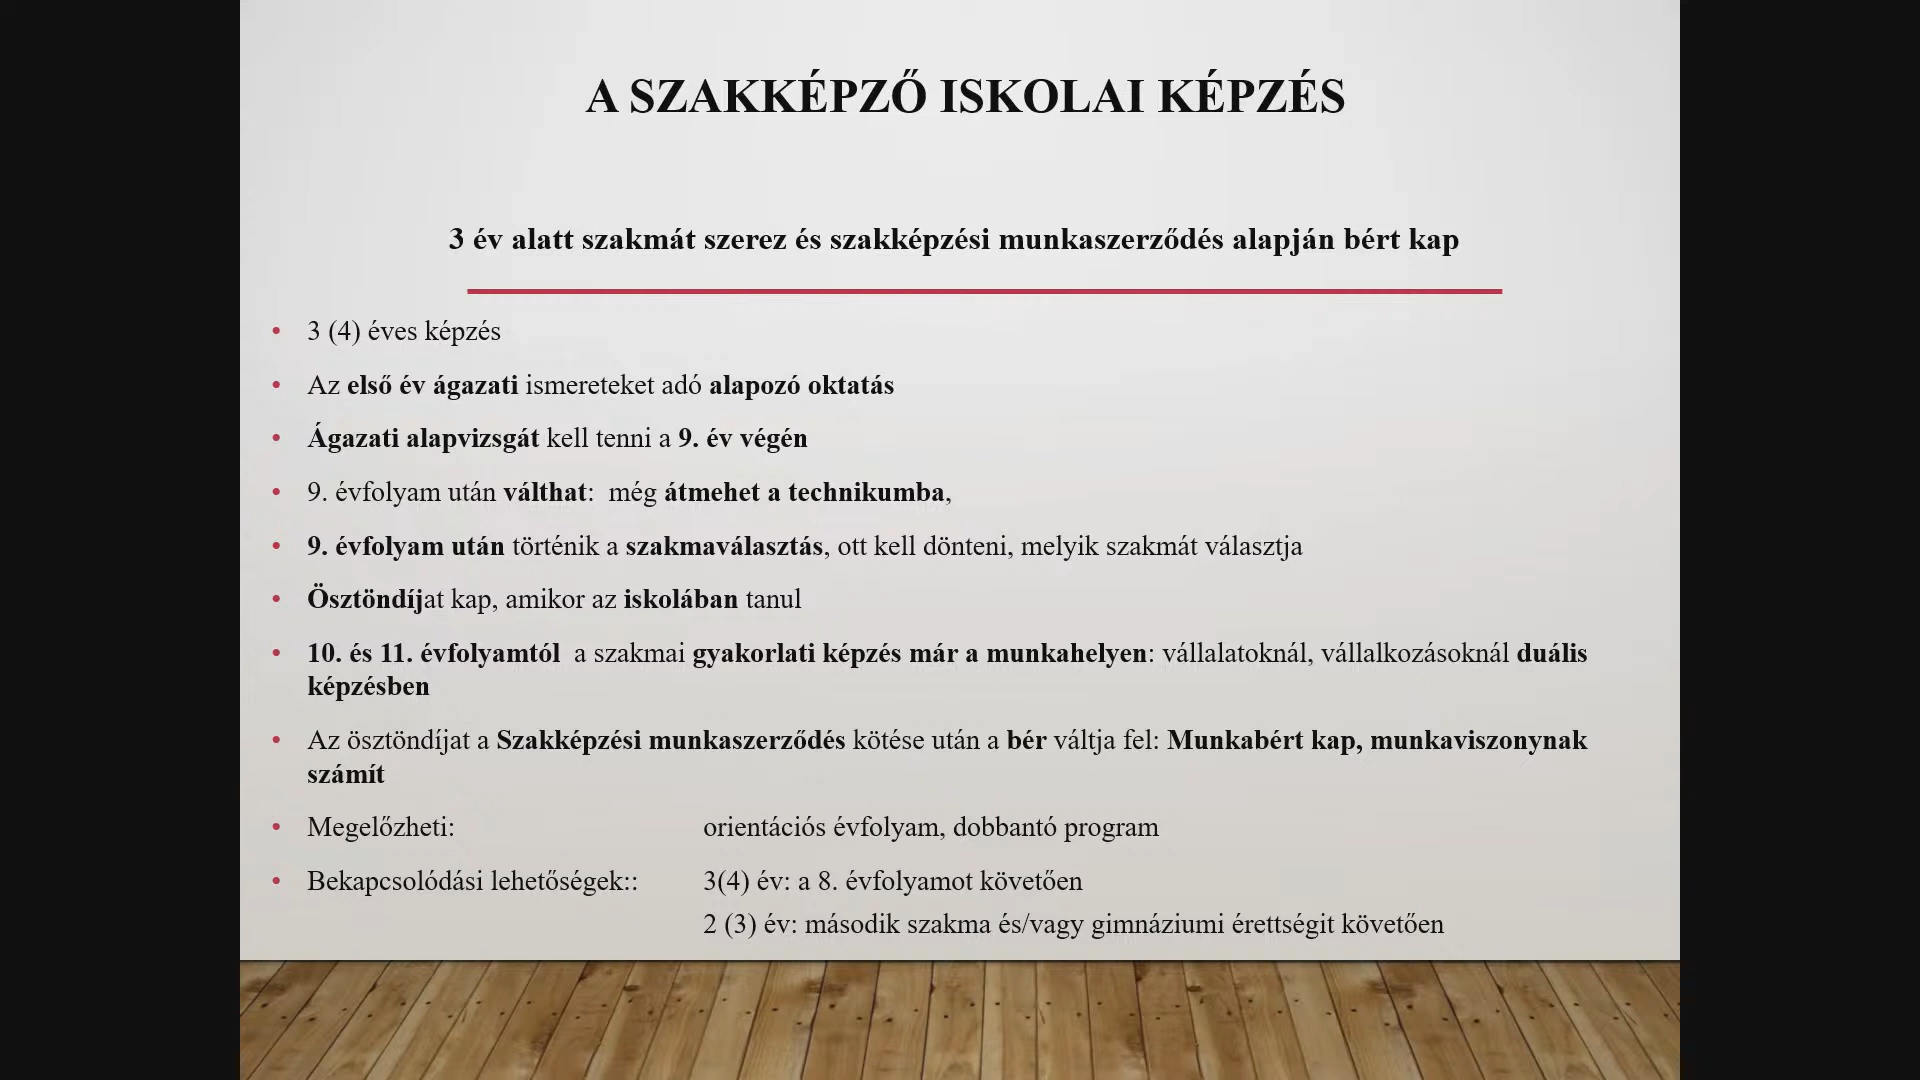 A SZAKKÉPZŐ ISKOLAI KÉPZÉS
3 év alatt szakmát szerez és szakképzési munkaszerződés alapján bért kap
• 3 (4) éves képzés
• Az első év ágazati ismereteket adó alapozó oktatás
• Ágazati alapvizsgát kell tenni a 9. év végén
• 9. évfolyam után válthat:  még átmehet a technikumba,
• 9. évfolyam után történik a szakmaválasztás, ott kell dönteni, melyik szakmát választja
• Ösztöndíjat kap, amikor az iskolában tanul
• 10. és 11. évfolyamtól  a szakmai gyakorlati képzés már a munkahelyen: vállalatoknál, vállalkozásoknál duális
képzésben
• Az ösztöndíjat a Szakképzési munkaszerződés kötése után a bér váltja fel: Munkabért kap, munkaviszonynak
számít
• Megelőzheti: orientációs évfolyam, dobbantó program
• Bekapcsolódási lehetőségek:: 3(4) év: a 8. évfolyamot követően
2 (3) év: második szakma és/vagy gimnáziumi érettségit követően